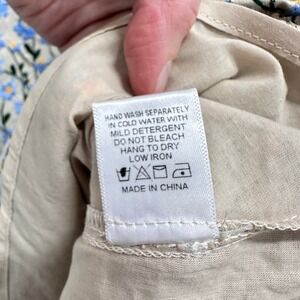 HAND WASH SEPARATELY
IN COLD WATER WITH
MILD DETERGENT
DO NOT BLEACH
HANG TO DRY
LOW IRON
MADE IN CHINA